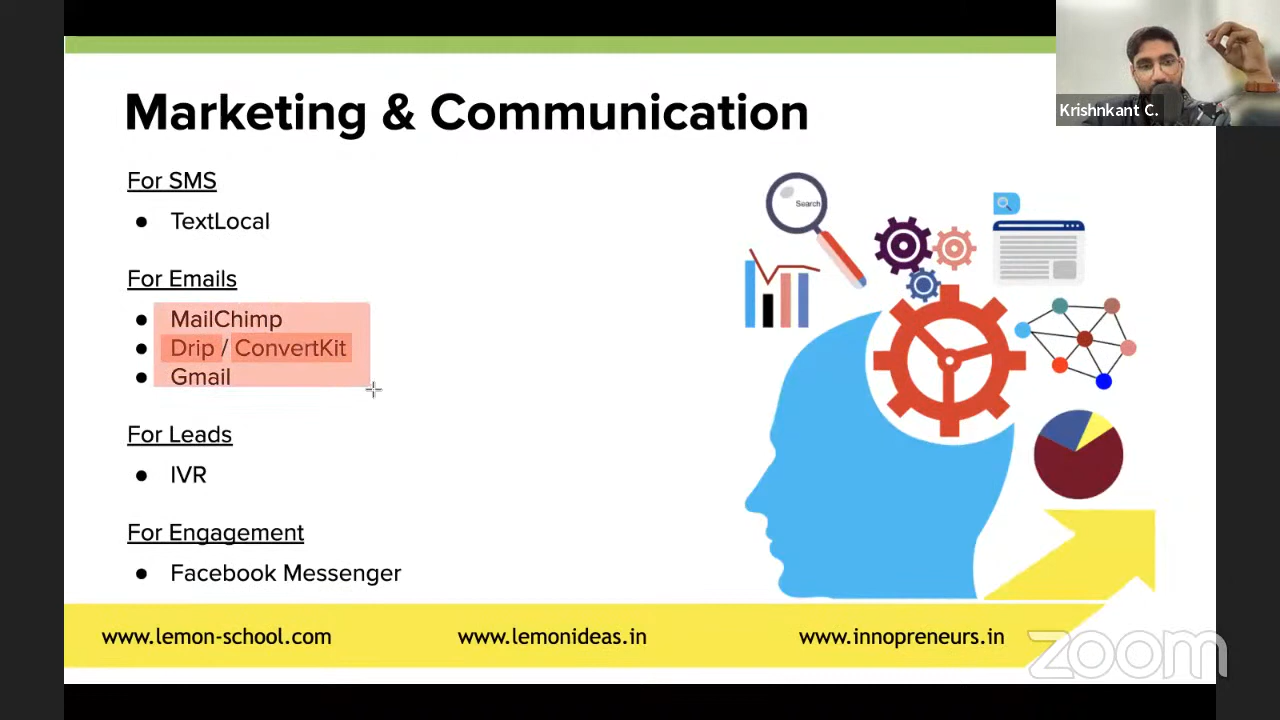 Marketing & Communication
Krishnkant C.
For SMS
● TextLocal
For Emails
● MailChimp
● Drip / ConvertKit
● Gmail
For Leads
● IVR
For Engagement
● Facebook Messenger
Search
www.lemon-school.com www.lemonideas.in www.innopreneurs.in
zoom